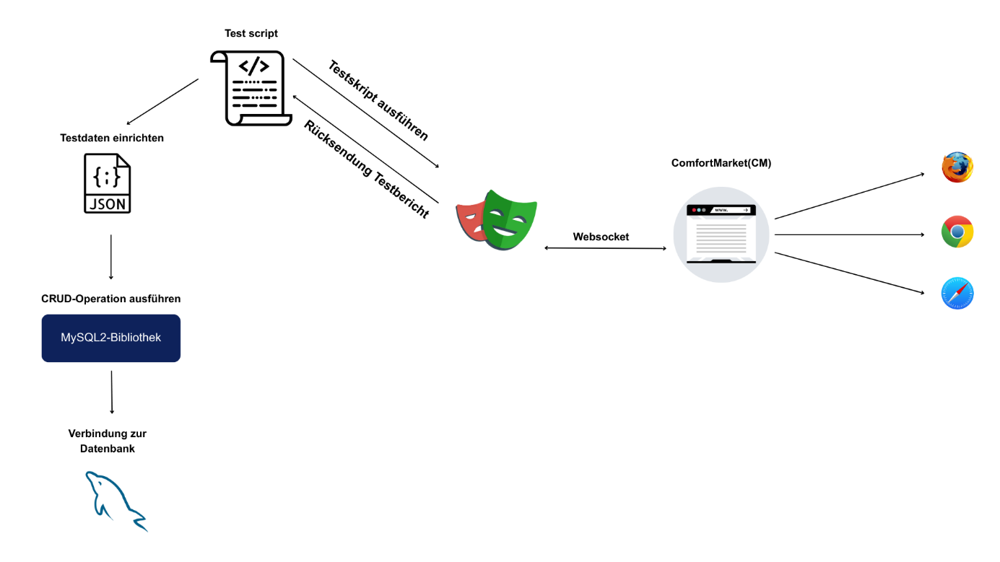 Test script
</>
Testskript ausführen
Rücksendung Testbericht
Testdaten einrichten
{;}
JSON
CRUD-Operation ausführen
MySQL2-Bibliothek
Verbindung zur
Datenbank
Websocket
ComfortMarket(CM)
www.